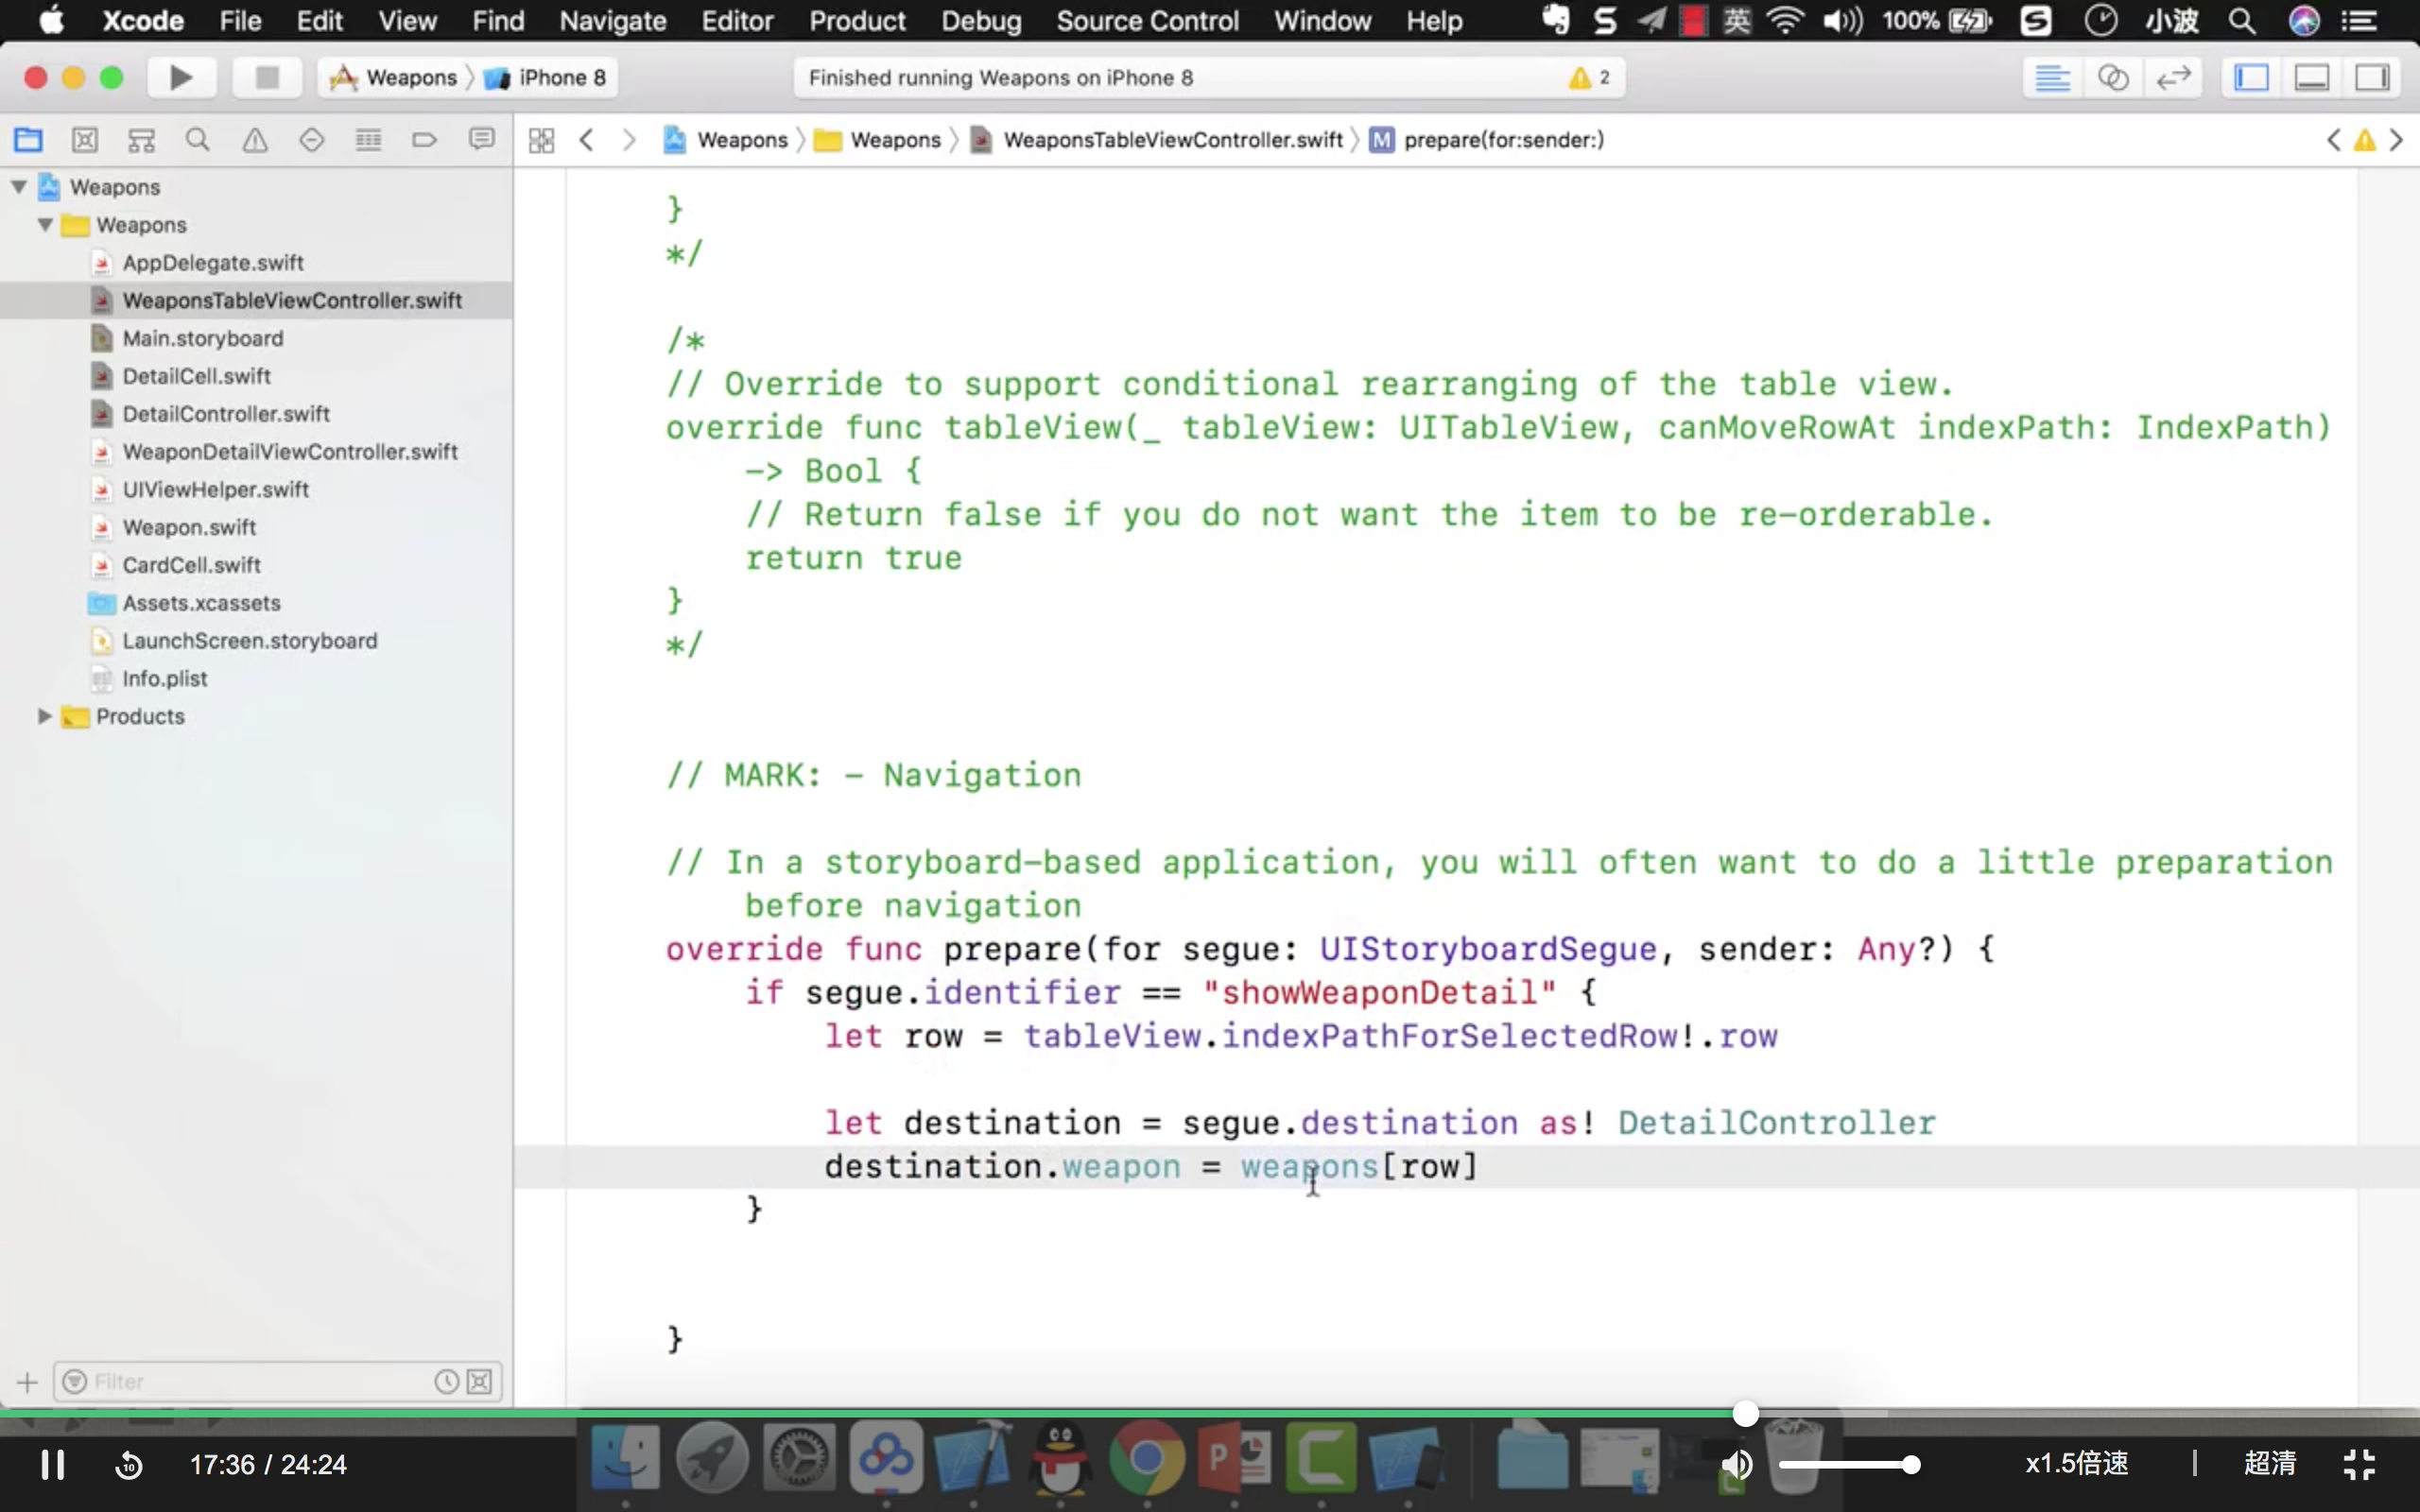 Xcode File Edit View Find Navigate Editor Product Debug Source Control Window Help S 英 100% S 小波
Weapons iPhone 8
Finished running Weapons on iPhone 8 2
Weapons Weapons WeaponsTableViewController.swift M prepare(for:sender:)
Weapons
Weapons
AppDelegate.swift
WeaponsTableViewController.swift
Main.storyboard
DetailCell.swift
DetailController.swift
WeaponDetailViewController.swift
UIViewHelper.swift
Weapon.swift
CardCell.swift
Assets.xcassets
LaunchScreen.storyboard
Info.plist
Products
Filter
}
*/
/*
// Override to support conditional rearranging of the table view.
override func tableView(_ tableView: UITableView, canMoveRowAt indexPath: IndexPath)
-> Bool {
// Return false if you do not want the item to be re-orderable.
return true
}
*/
// MARK: - Navigation
// In a storyboard-based application, you will often want to do a little preparation
before navigation
override func prepare(for segue: UIStoryboardSegue, sender: Any?) {
if segue.identifier == "showWeaponDetail" {
let row = tableView.indexPathForSelectedRow!.row
let destination = segue.destination as! DetailController
destination.weapon = weapons[row]
}
}
10 17:36 / 24:24 P C x1.5倍速 | 超清